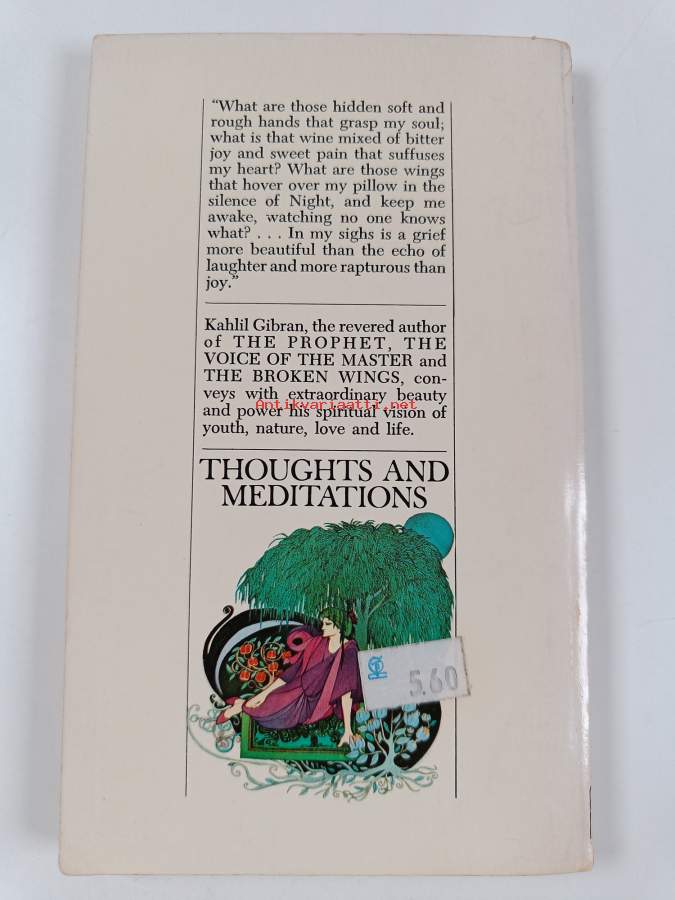 “What are those hidden soft and
rough hands that grasp my soul;
what is that wine mixed of bitter
joy and sweet pain that suffuses
my heart? What are those wings
that hover over my pillow in the
silence of Night, and keep me
awake, watching no one knows
what? . . . In my sighs is a grief
more beautiful than the echo of
laughter and more rapturous than
joy.”
Kahlil Gibran, the revered author
of THE PROPHET, THE
VOICE OF THE MASTER and
THE BROKEN WINGS, con-
veys with extraordinary beauty
Antikvariaatti.net
and power his spiritual vision of
youth, nature, love and life.
THOUGHTS AND
MEDITATIONS
5.60